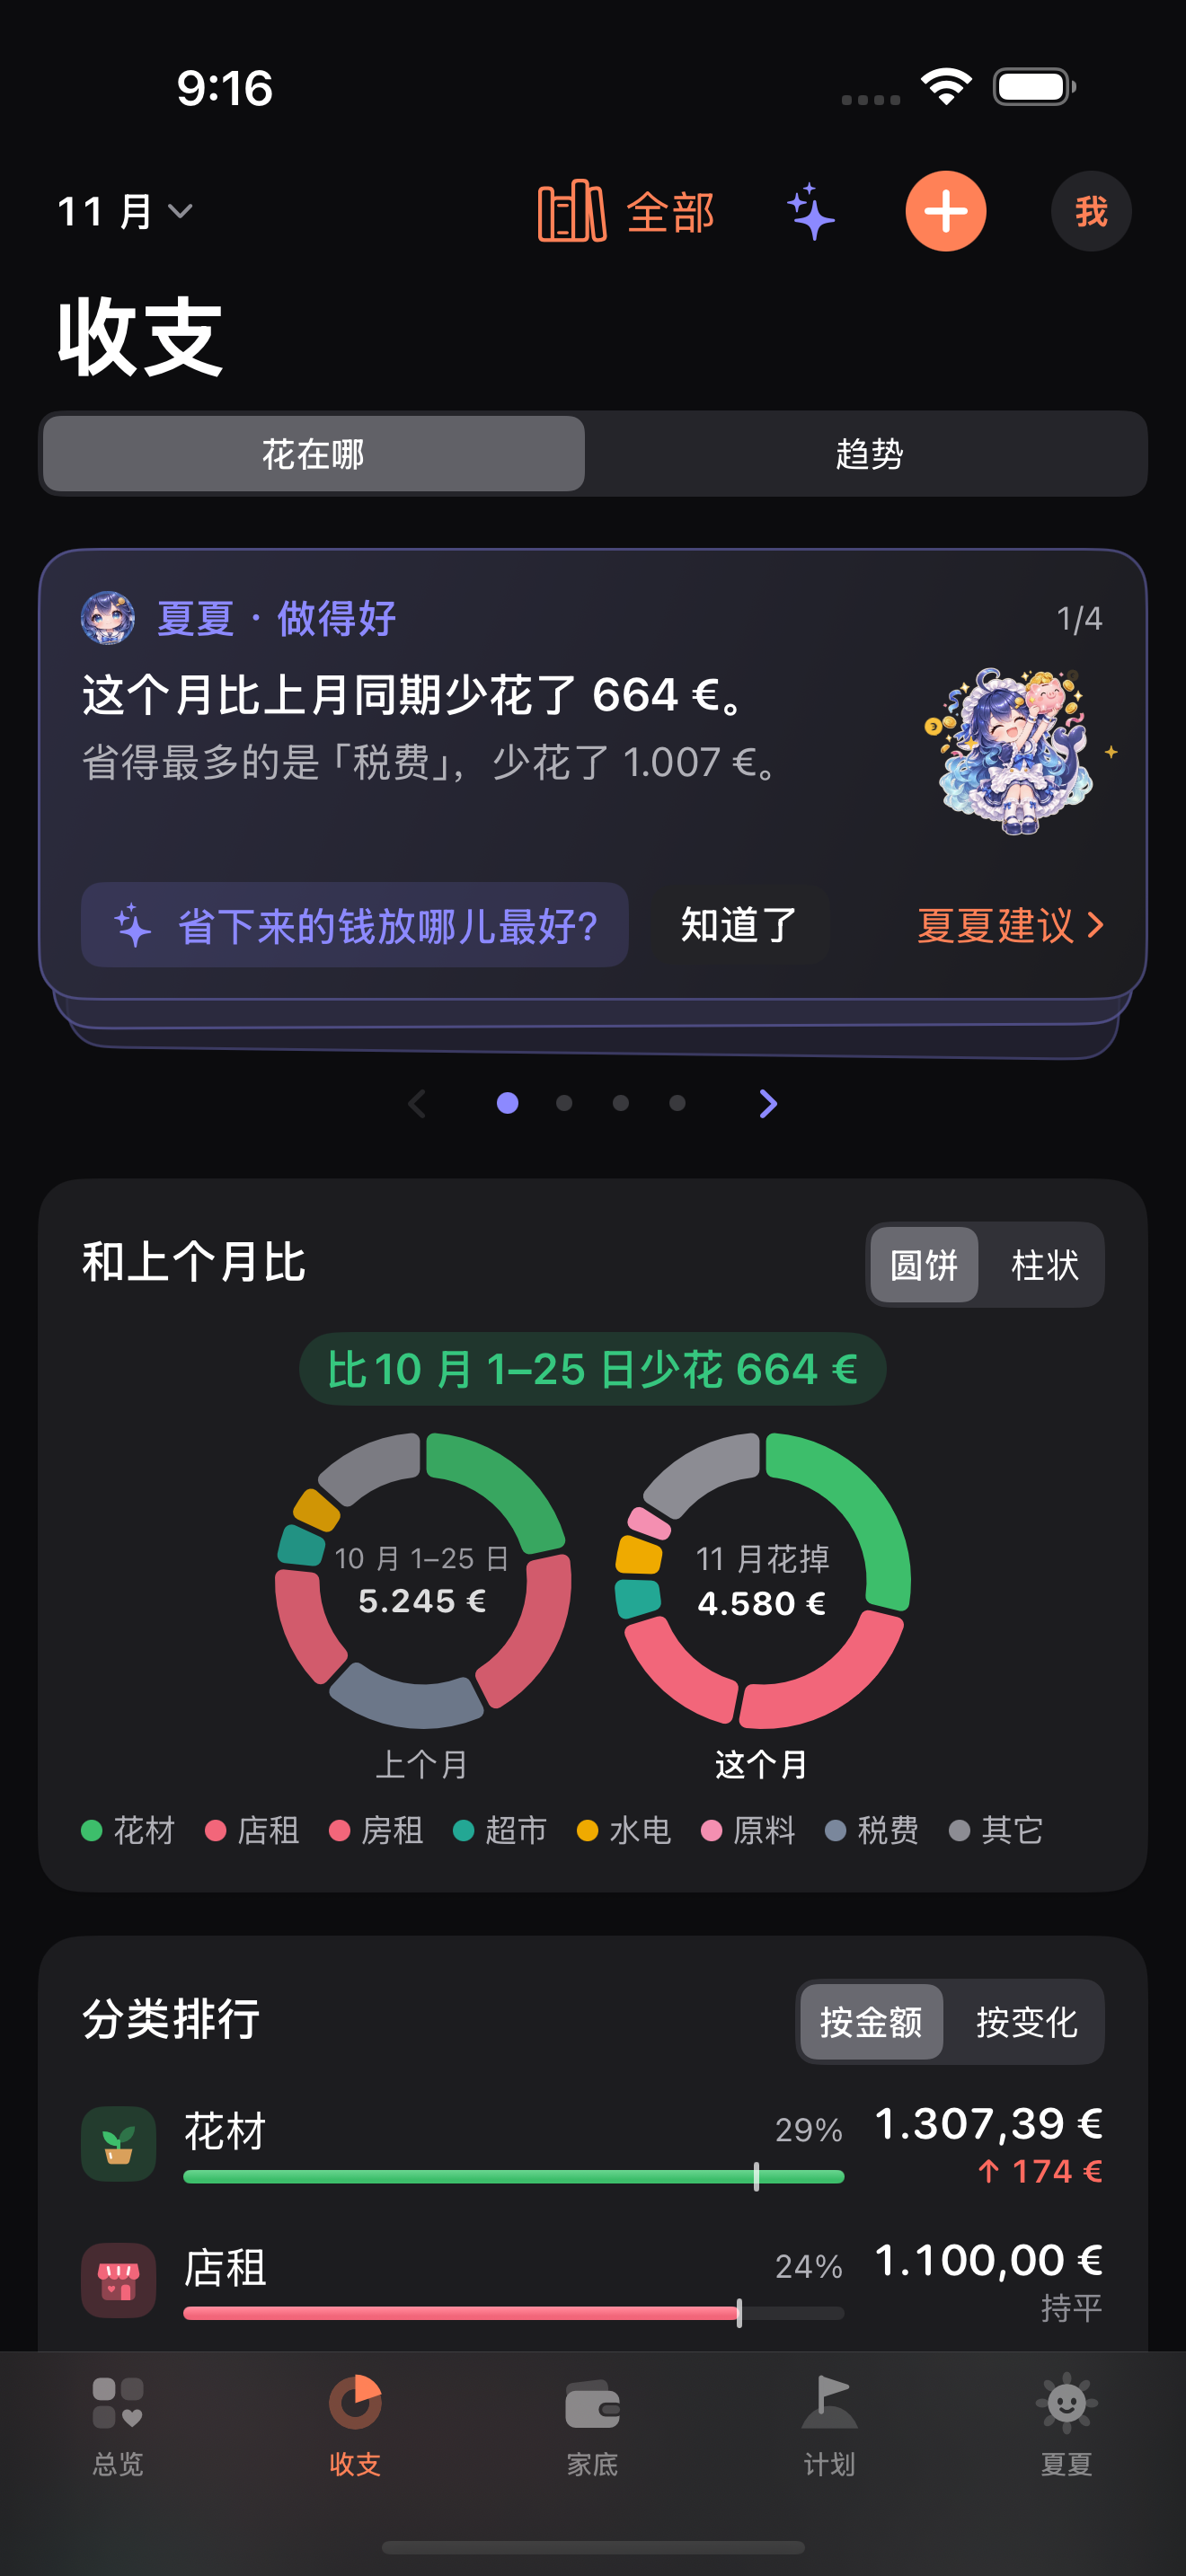 9:16
11 月
全部
我
收支
花在哪
趋势
夏夏 · 做得好
1/4
这个月比上月同期少花了 664 €。
省得最多的是「税费」，少花了 1.007 €。
省下来的钱放哪儿最好?
知道了
夏夏建议
和上个月比
圆饼
柱状
比10 月 1–25 日少花 664 €
10 月 1–25 日
5.245 €
11 月花掉
4.580 €
上个月
这个月
花材
店租
房租
超市
水电
原料
税费
其它
分类排行
按金额
按变化
花材
29%
1.307,39 €
↑ 174 €
店租
24%
1.100,00 €
持平
总览
收支
家底
计划
夏夏